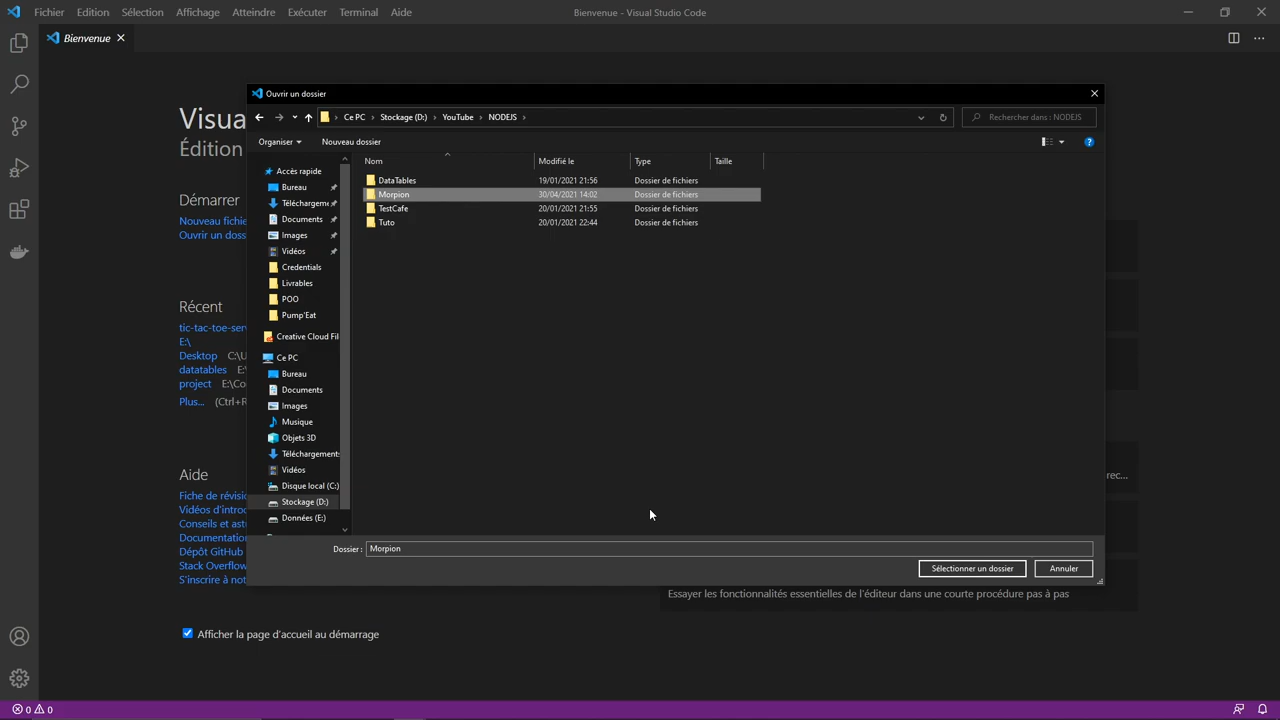 Fichier Edition Sélection Affichage Atteindre Exécuter Terminal Aide
Bienvenue - Visual Studio Code
Bienvenue
Ouvrir un dossier
Ce PC › Stockage (D:) › YouTube › NODEJS ›
Rechercher dans : NODEJS
Organiser
Nouveau dossier
Accès rapide
Bureau
Téléchargeme
Documents
Images
Vidéos
Credentials
Livrables
POO
Pump'Eat
Creative Cloud Fil
Ce PC
Bureau
Documents
Images
Musique
Objets 3D
Téléchargements
Vidéos
Disque local (C:)
Stockage (D:)
Données (E:)
Nom Modifié le Type Taille
DataTables 19/01/2021 21:56 Dossier de fichiers
Morpion 30/04/2021 14:02 Dossier de fichiers
TestCafe 20/01/2021 21:55 Dossier de fichiers
Tuto 20/01/2021 22:44 Dossier de fichiers
Dossier : Morpion
Sélectionner un dossier
Annuler
Visua
Édition
Démarrer
Nouveau fichie
Ouvrir un doss
Récent
tic-tac-toe-serv
E:\
Desktop C:\U
datatables E:\
project E:\Co
Plus... (Ctrl+R
Aide
Fiche de révisio
Vidéos d'introd
Conseils et astu
Documentation
Dépôt GitHub
Stack Overflow
S'inscrire à not
rec...
Essayer les fonctionnalités essentielles de l'éditeur dans une courte procédure pas à pas
Afficher la page d'accueil au démarrage
0 0